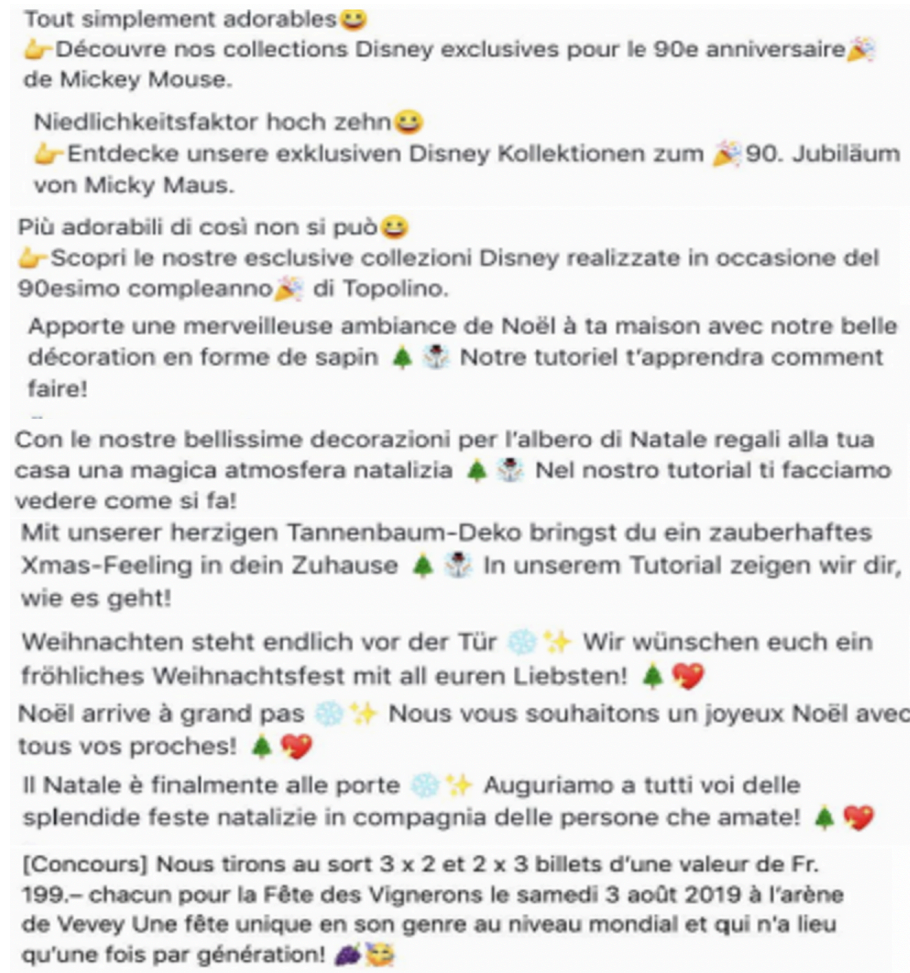 Tout simplement adorables😀
👉Découvre nos collections Disney exclusives pour le 90e anniversaire🎉
de Mickey Mouse.
Niedlichkeitsfaktor hoch zehn😀
👉Entdecke unsere exklusiven Disney Kollektionen zum 🎉90. Jubiläum
von Micky Maus.
Più adorabili di così non si può😀
👉Scopri le nostre esclusive collezioni Disney realizzate in occasione del
90esimo compleanno🎉 di Topolino.
Apporte une merveilleuse ambiance de Noël à ta maison avec notre belle
décoration en forme de sapin 🌲 ☃️ Notre tutoriel t’apprendra comment
faire!
Con le nostre bellissime decorazioni per l’albero di Natale regali alla tua
casa una magica atmosfera natalizia 🌲 ☃️ Nel nostro tutorial ti facciamo
vedere come si fa!
Mit unserer herzigen Tannenbaum-Deko bringst du ein zauberhaftes
Xmas-Feeling in dein Zuhause 🌲 ☃️ In unserem Tutorial zeigen wir dir,
wie es geht!
Weihnachten steht endlich vor der Tür ❄️✨ Wir wünschen euch ein
fröhliches Weihnachtsfest mit all euren Liebsten! 🌲💖
Noël arrive à grand pas ❄️✨ Nous vous souhaitons un joyeux Noël avec
tous vos proches! 🌲💖
Il Natale è finalmente alle porte ❄️✨ Auguriamo a tutti voi delle
splendide feste natalizie in compagnia delle persone che amate! 🌲💖
[Concours] Nous tirons au sort 3 x 2 et 2 x 3 billets d’une valeur de Fr.
199.– chacun pour la Fête des Vignerons le samedi 3 août 2019 à l’arène
de Vevey Une fête unique en son genre au niveau mondial et qui n’a lieu
qu’une fois par génération! 🍇🥳